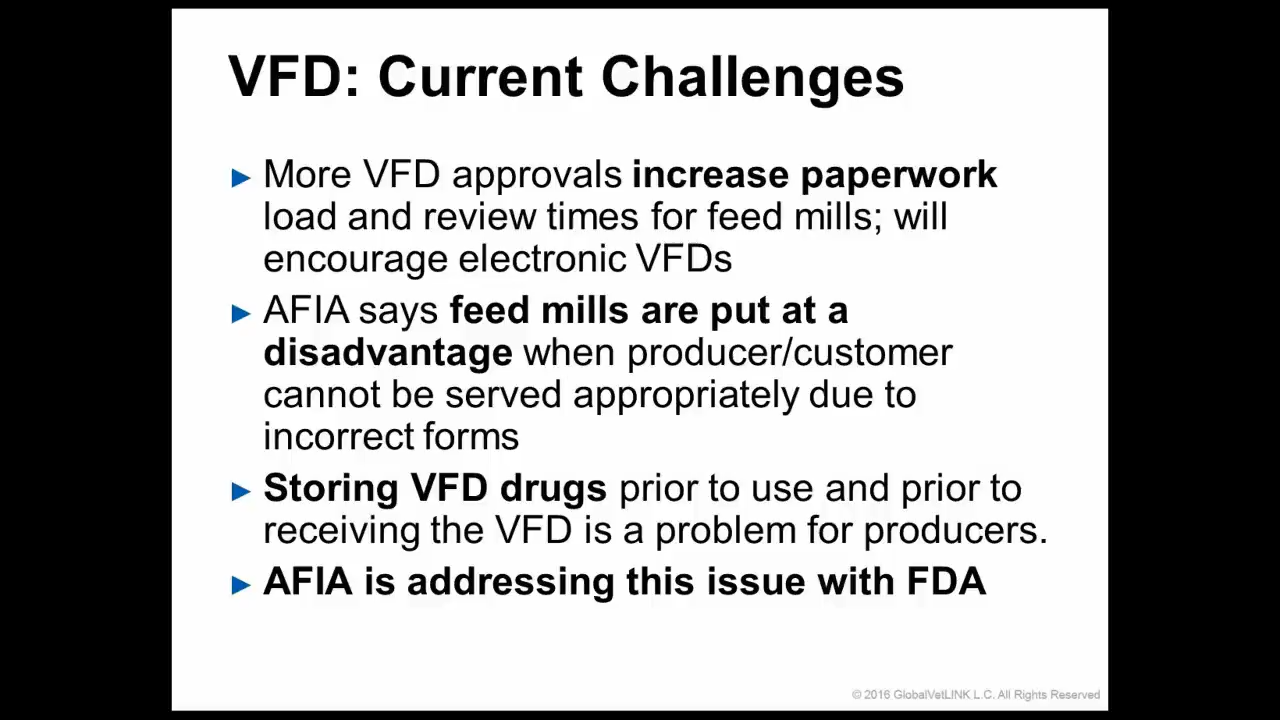 VFD: Current Challenges
► More VFD approvals increase paperwork
load and review times for feed mills; will
encourage electronic VFDs
► AFIA says feed mills are put at a
disadvantage when producer/customer
cannot be served appropriately due to
incorrect forms
► Storing VFD drugs prior to use and prior to
receiving the VFD is a problem for producers.
► AFIA is addressing this issue with FDA
© 2016 GlobalVetLINK L.C. All Rights Reserved